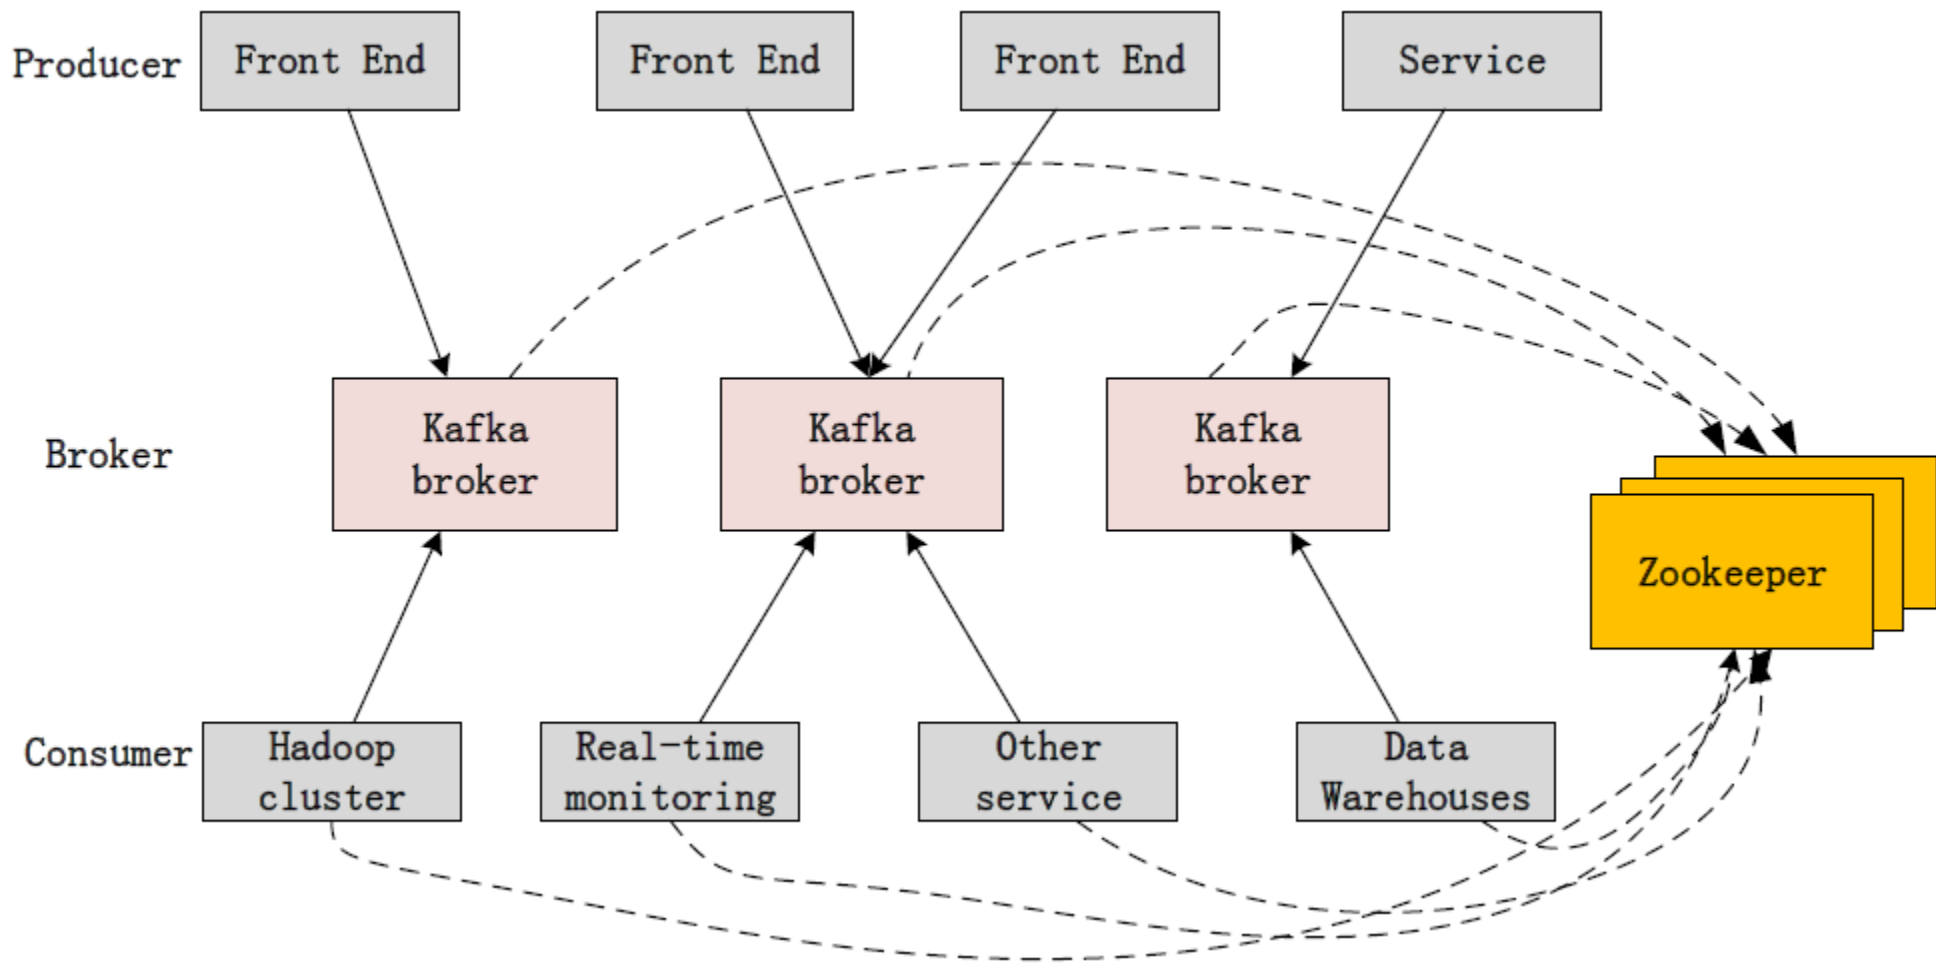 Producer
Front End
Front End
Front End
Service
Broker
Kafka
broker
Kafka
broker
Kafka
broker
Zookeeper
Consumer
Hadoop
cluster
Real-time
monitoring
Other
service
Data
Warehouses